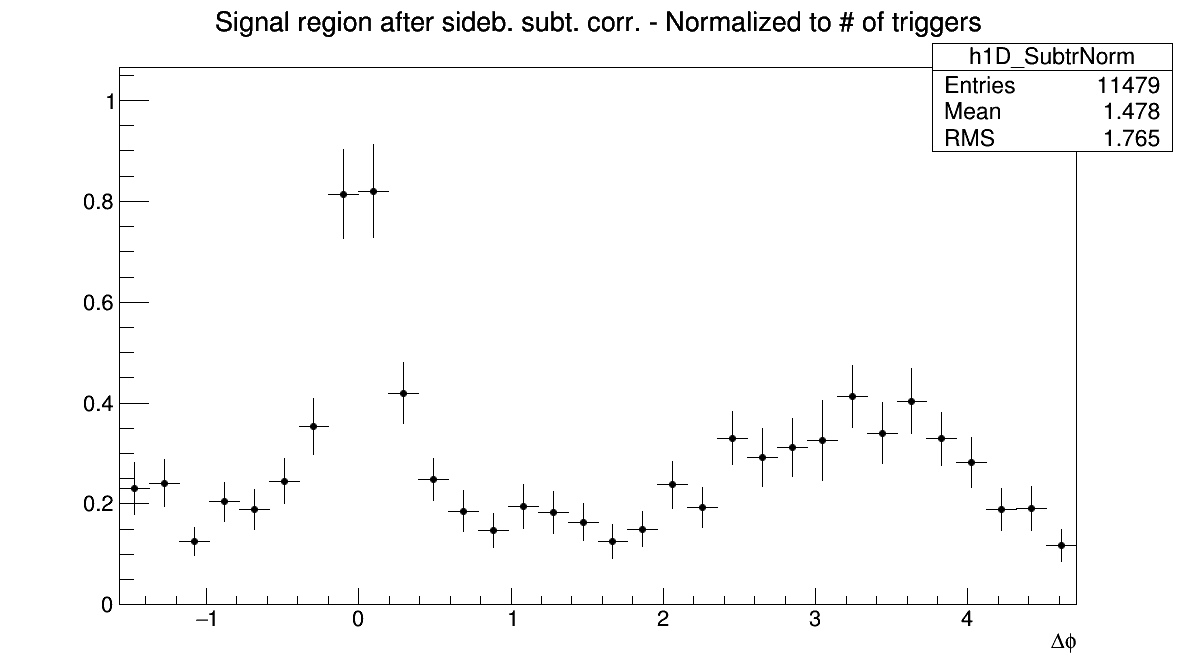 Signal region after sideb. subt. corr. - Normalized to # of triggers
h1D_SubtrNorm
Entries 11479
Mean 1.478
RMS 1.765
1
0.8
0.6
0.4
0.2
0
−1 0 1 2 3 4
Δϕ